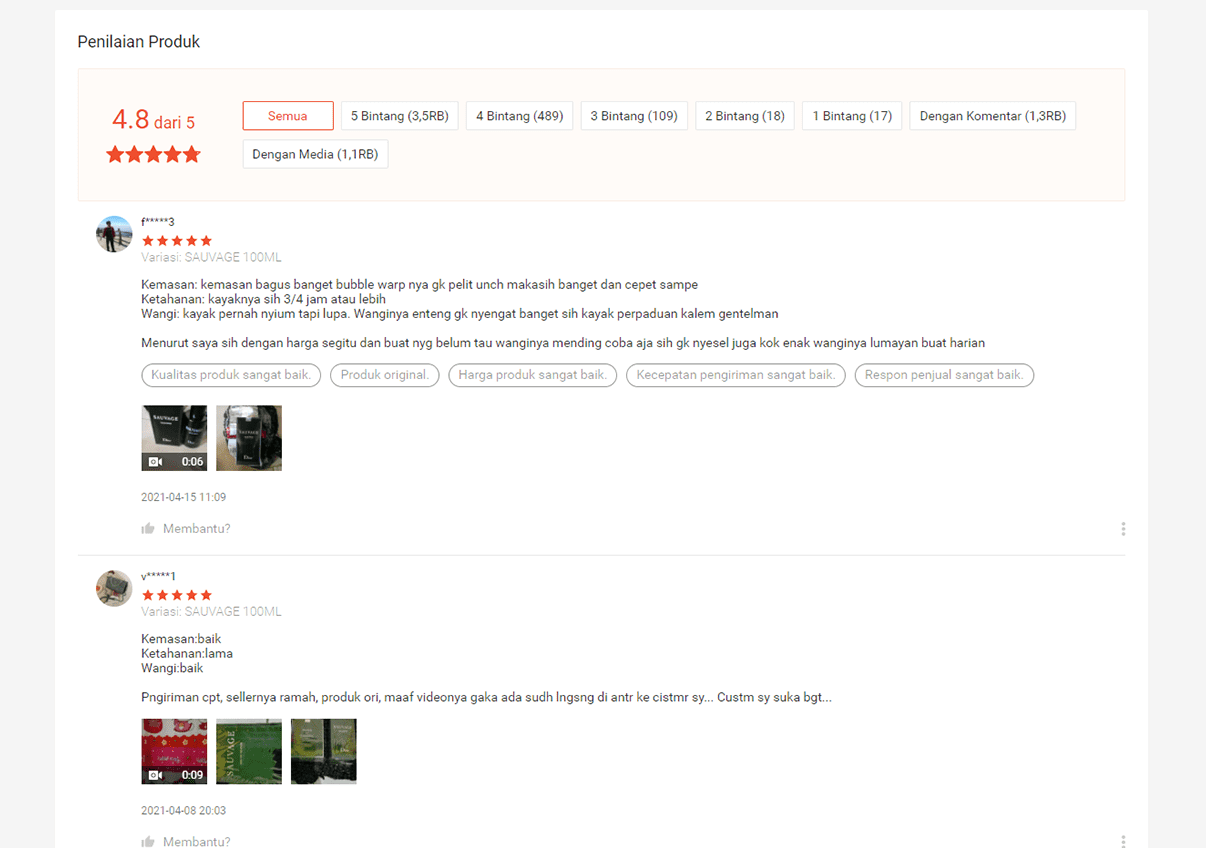 Penilaian Produk
4.8 dari 5
Semua
5 Bintang (3,5RB)
4 Bintang (489)
3 Bintang (109)
2 Bintang (18)
1 Bintang (17)
Dengan Komentar (1,3RB)
Dengan Media (1,1RB)
f*****3
Variasi: SAUVAGE 100ML
Kemasan: kemasan bagus banget bubble warp nya gk pelit unch makasih banget dan cepet sampe
Ketahanan: kayaknya sih 3/4 jam atau lebih
Wangi: kayak pernah nyium tapi lupa. Wanginya enteng gk nyengat banget sih kayak perpaduan kalem gentelman
Menurut saya sih dengan harga segitu dan buat nyg belum tau wanginya mending coba aja sih gk nyesel juga kok enak wanginya lumayan buat harian
Kualitas produk sangat baik.
Produk original.
Harga produk sangat baik.
Kecepatan pengiriman sangat baik.
Respon penjual sangat baik.
SAUVAGE
Dior
0:06
SAUVAGE
Dior
2021-04-15 11:09
Membantu?
v*****1
Variasi: SAUVAGE 100ML
Kemasan:baik
Ketahanan:lama
Wangi:baik
Pngiriman cpt, sellernya ramah, produk ori, maaf videonya gaka ada sudh lngsng di antr ke cistmr sy... Custm sy suka bgt...
0:09
SAUVAGE
2021-04-08 20:03
Membantu?